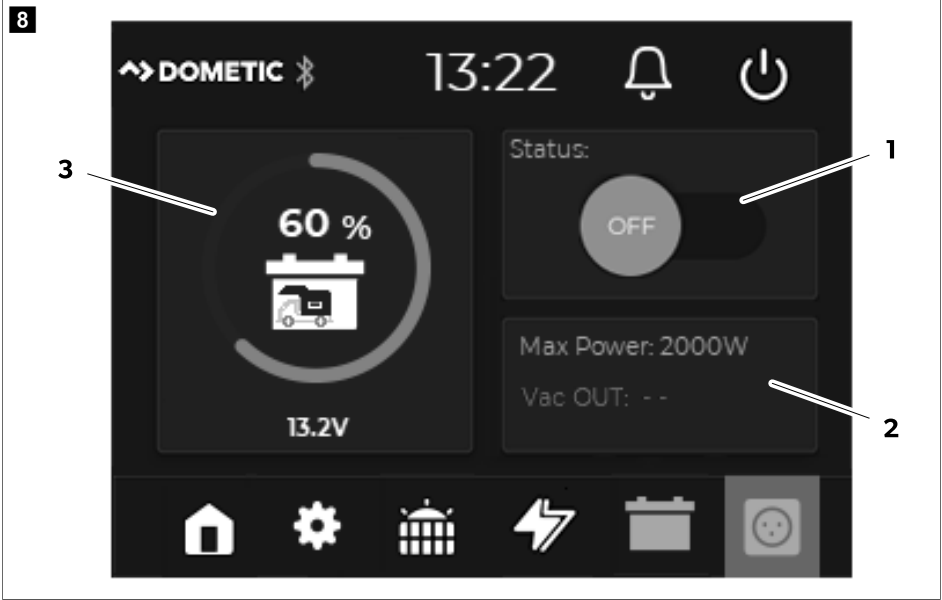 8
DOMETIC 13:22
Status:
1
3
60 %
OFF
Max Power: 2000W
Vac OUT: - -
13.2V
2